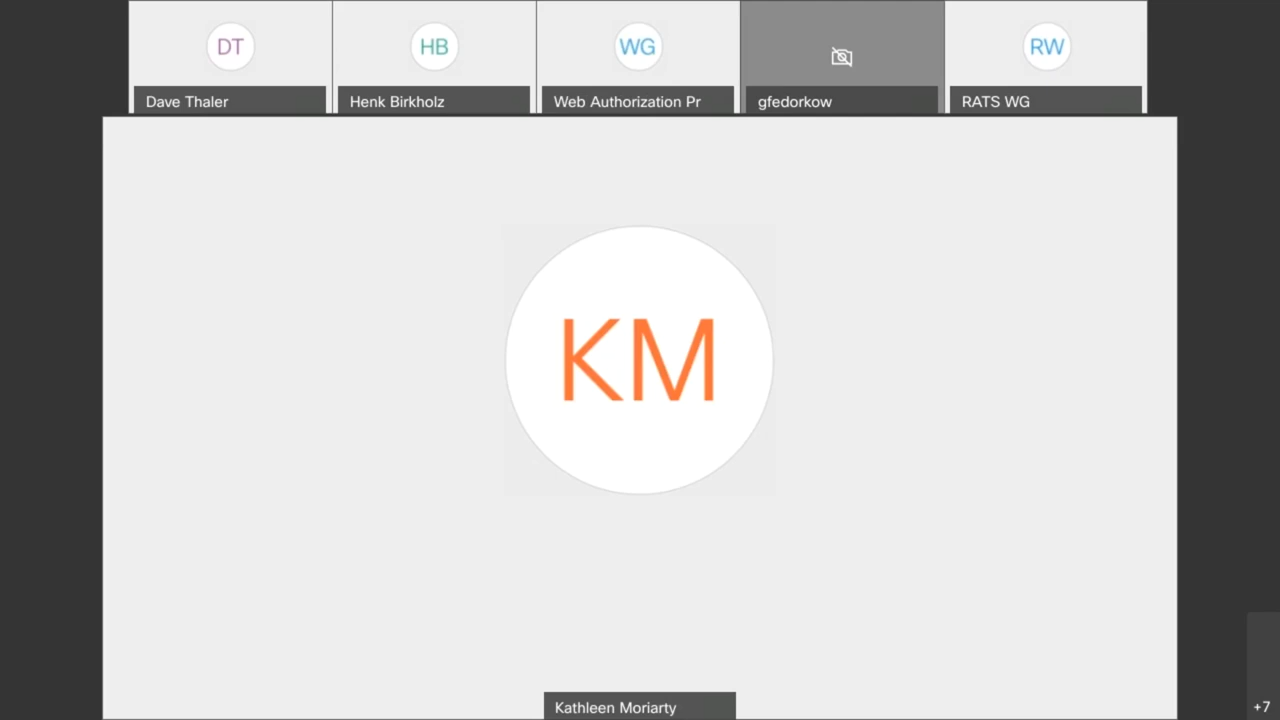 DT
HB
WG
RW
Dave Thaler
Henk Birkholz
Web Authorization Pr
gfedorkow
RATS WG
KM
Kathleen Moriarty
+7